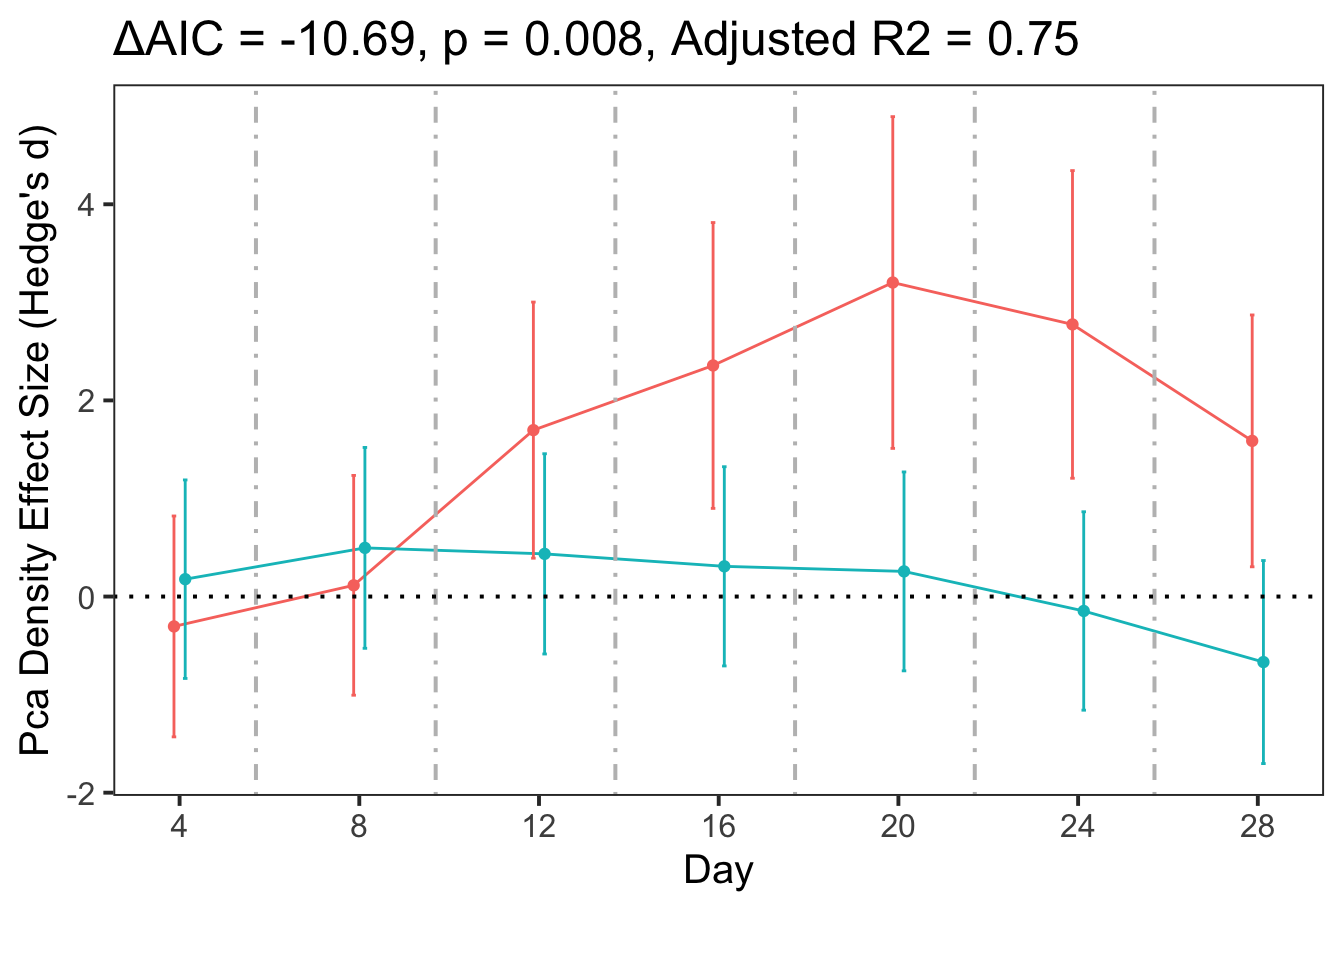 ΔAIC = -10.69, p = 0.008, Adjusted R2 = 0.75
Pca Density Effect Size (Hedge's d)
4
2
0
-2
4 8 12 16 20 24 28
Day